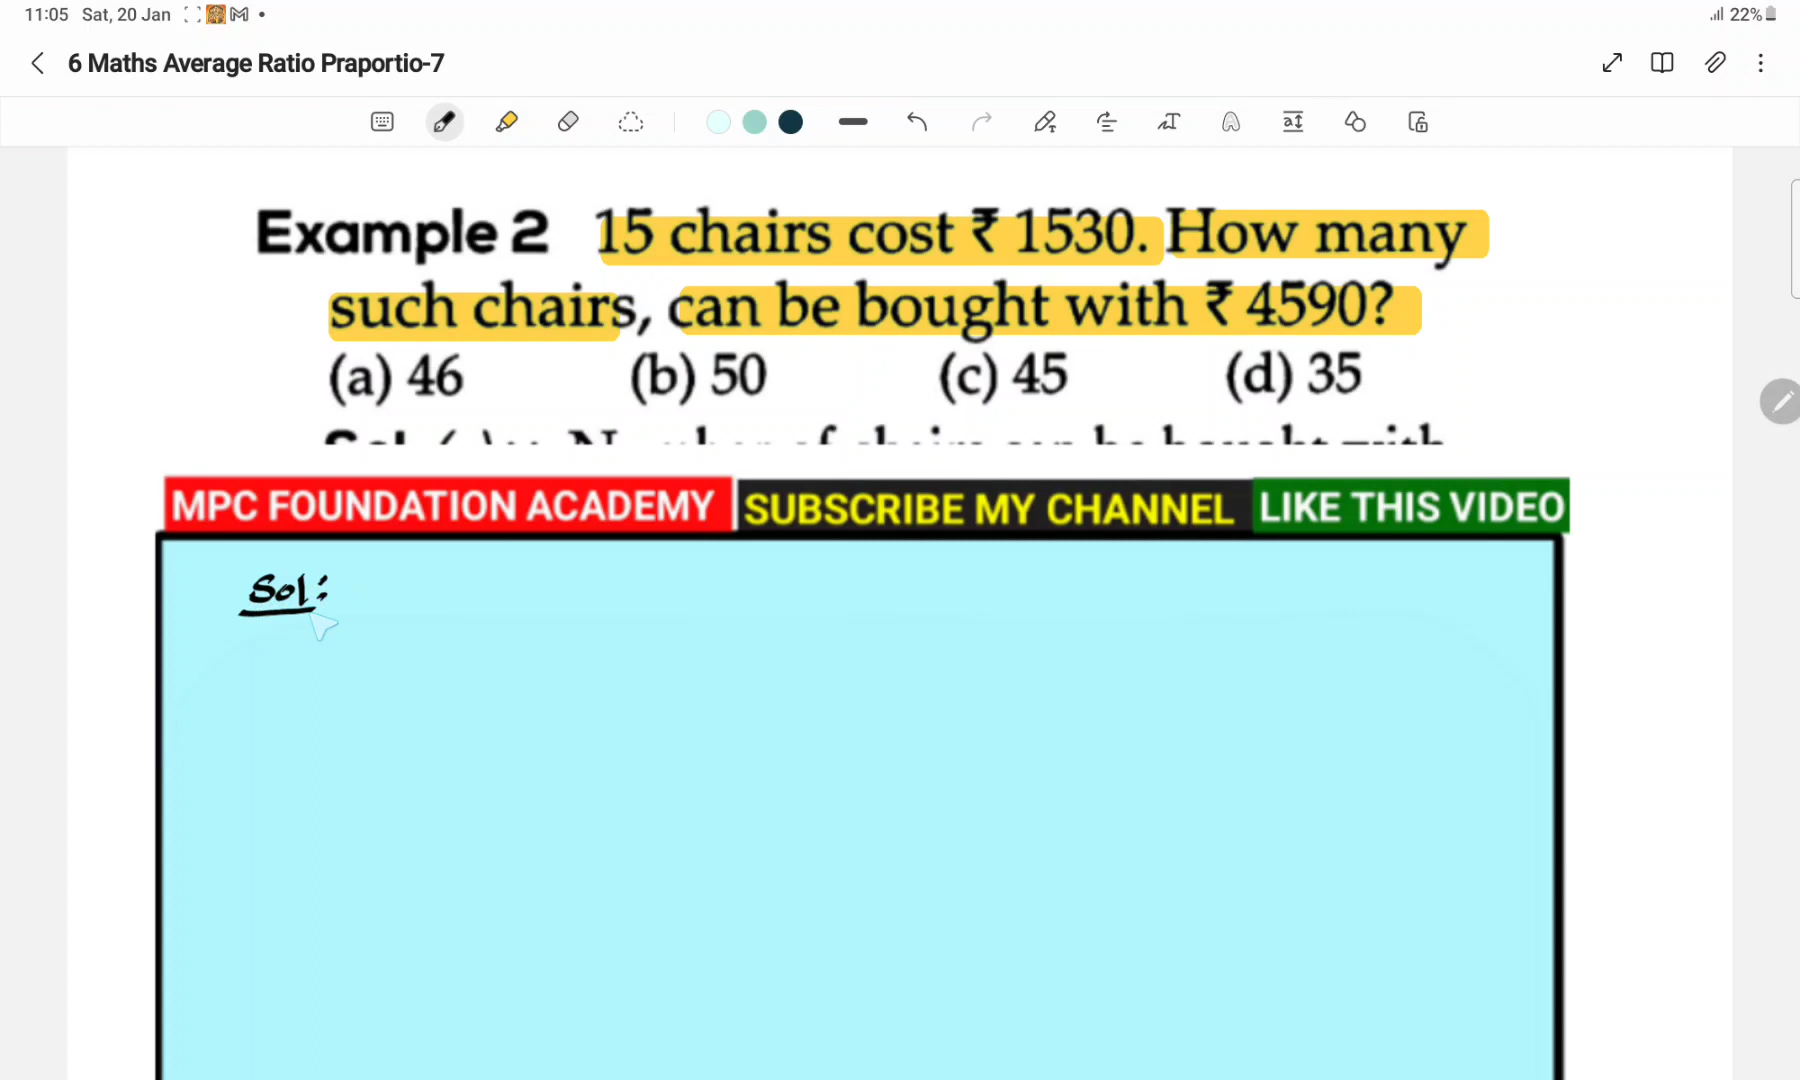 11:05 Sat, 20 Jan
22%
6 Maths Average Ratio Praportio-7
Example 2 15 chairs cost ₹ 1530. How many
such chairs, can be bought with ₹ 4590?
(a) 46 (b) 50 (c) 45 (d) 35
MPC FOUNDATION ACADEMY SUBSCRIBE MY CHANNEL LIKE THIS VIDEO
Sol: